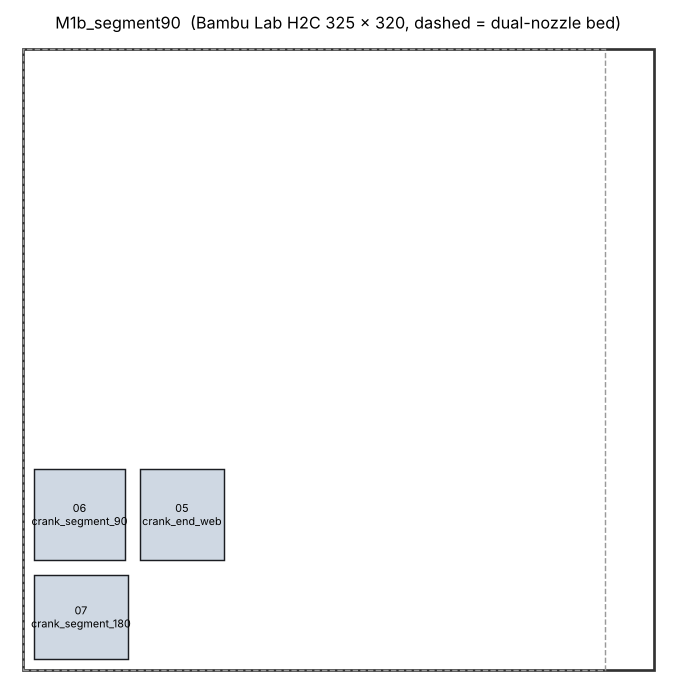 M1b_segment90 (Bambu Lab H2C 325 × 320, dashed = dual-nozzle bed)
06
crank_segment_90
05
crank_end_web
07
crank_segment_180